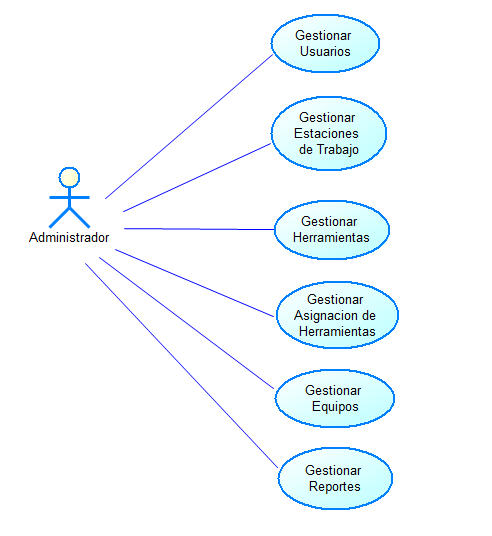 Gestionar
Usuarios
Gestionar
Estaciones
de Trabajo
Administrador
Gestionar
Herramientas
Gestionar
Asignacion de
Herramientas
Gestionar
Equipos
Gestionar
Reportes